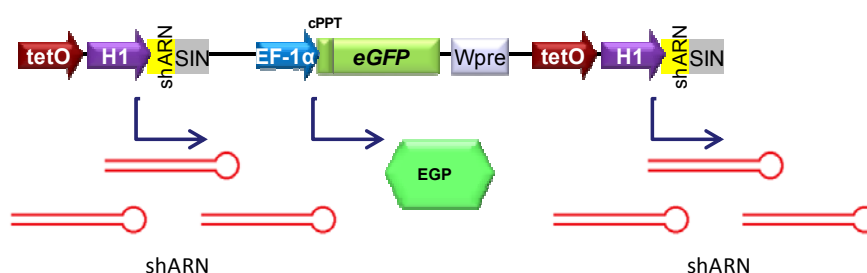 cPPT
tetO H1 shARN SIN EF-1α eGFP Wpre tetO H1 shARN SIN
EGP
shARN shARN